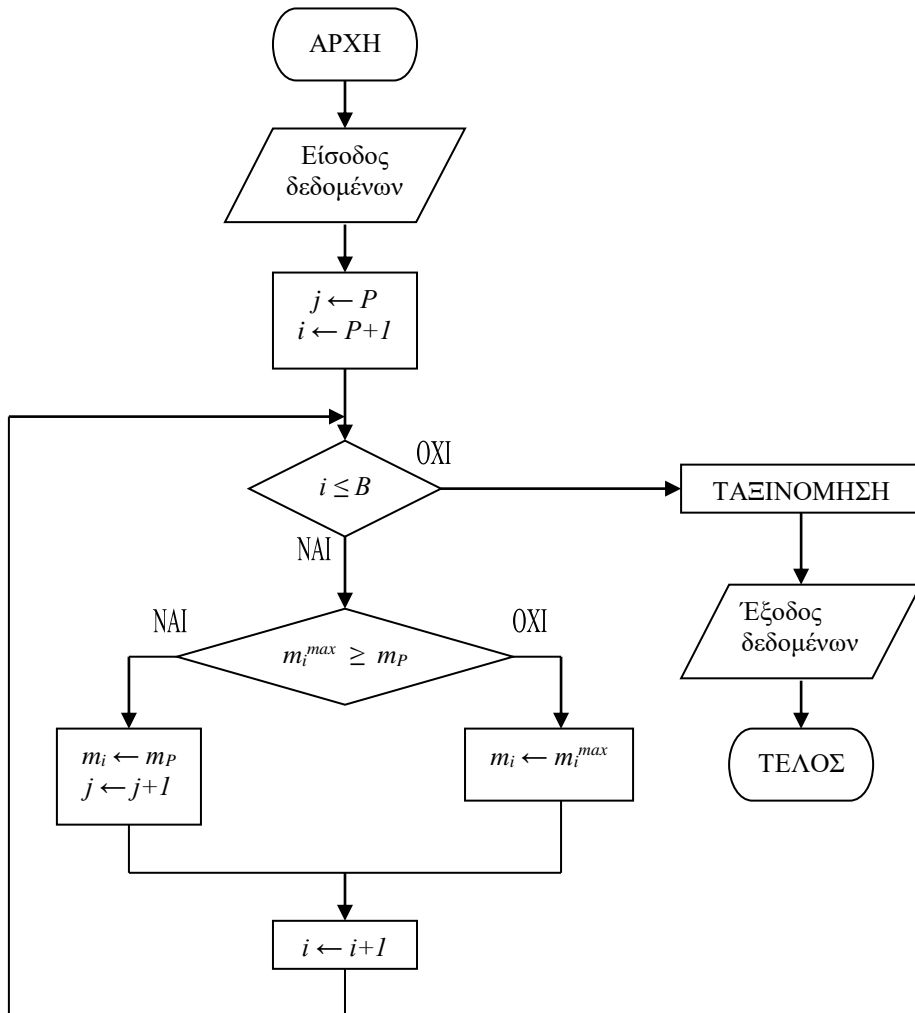 ΑΡΧΗ
Είσοδος
δεδομένων
j ← P
i ← P+1
i ≤ B
ΟΧΙ
ΝΑΙ
ΤΑΞΙΝΟΜΗΣΗ
Έξοδος
δεδομένων
ΤΕΛΟΣ
m_i^max ≥ m_P
ΝΑΙ
ΟΧΙ
m_i ← m_P
j ← j+1
m_i ← m_i^max
i ← i+1